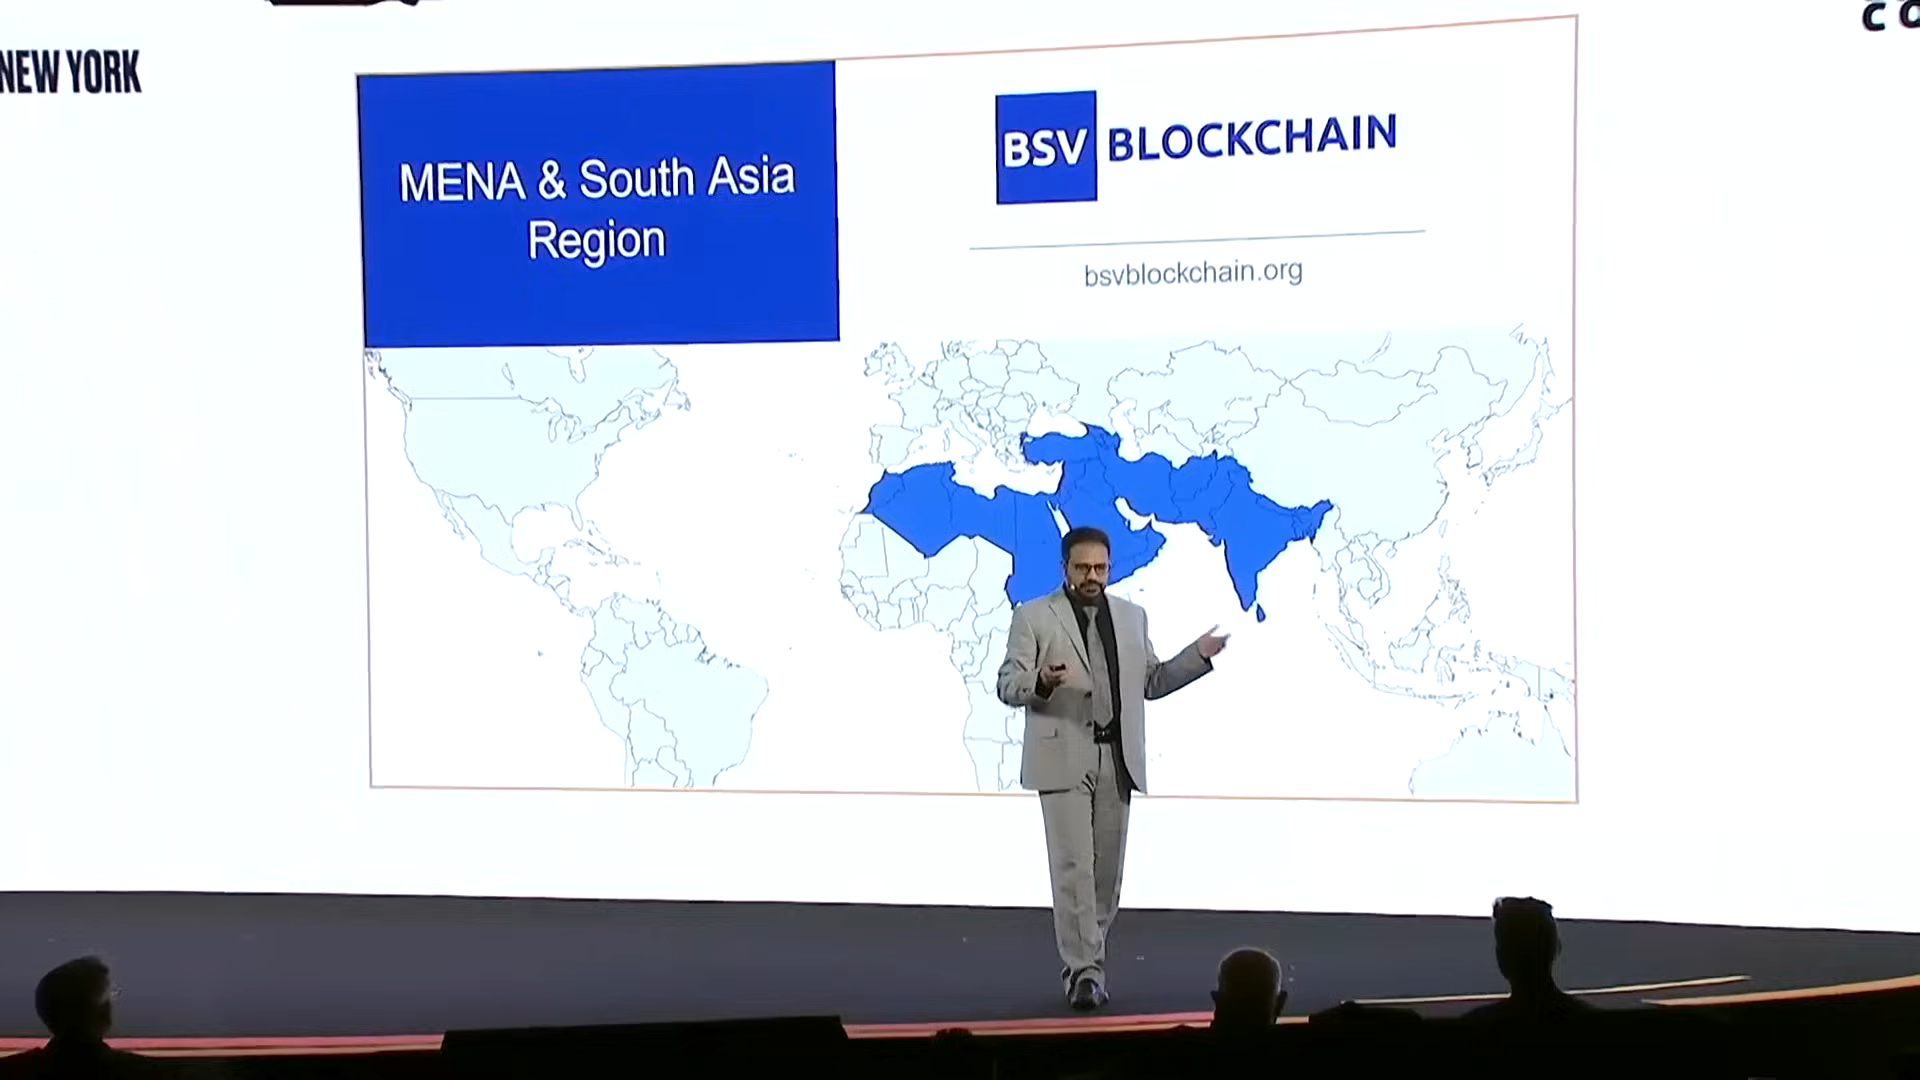 NEW YORK
MENA & South Asia
Region
BSV BLOCKCHAIN
bsvblockchain.org